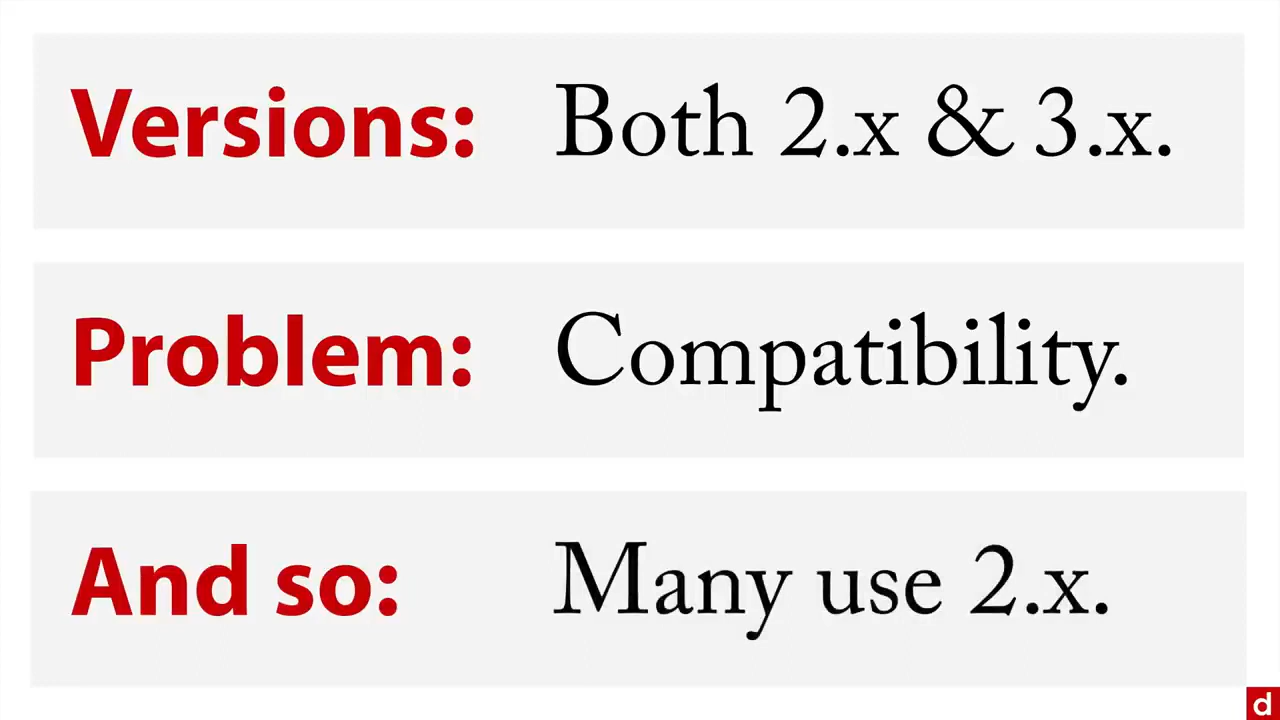 Versions: Both 2.x & 3.x.
Problem: Compatibility.
And so: Many use 2.x.
d